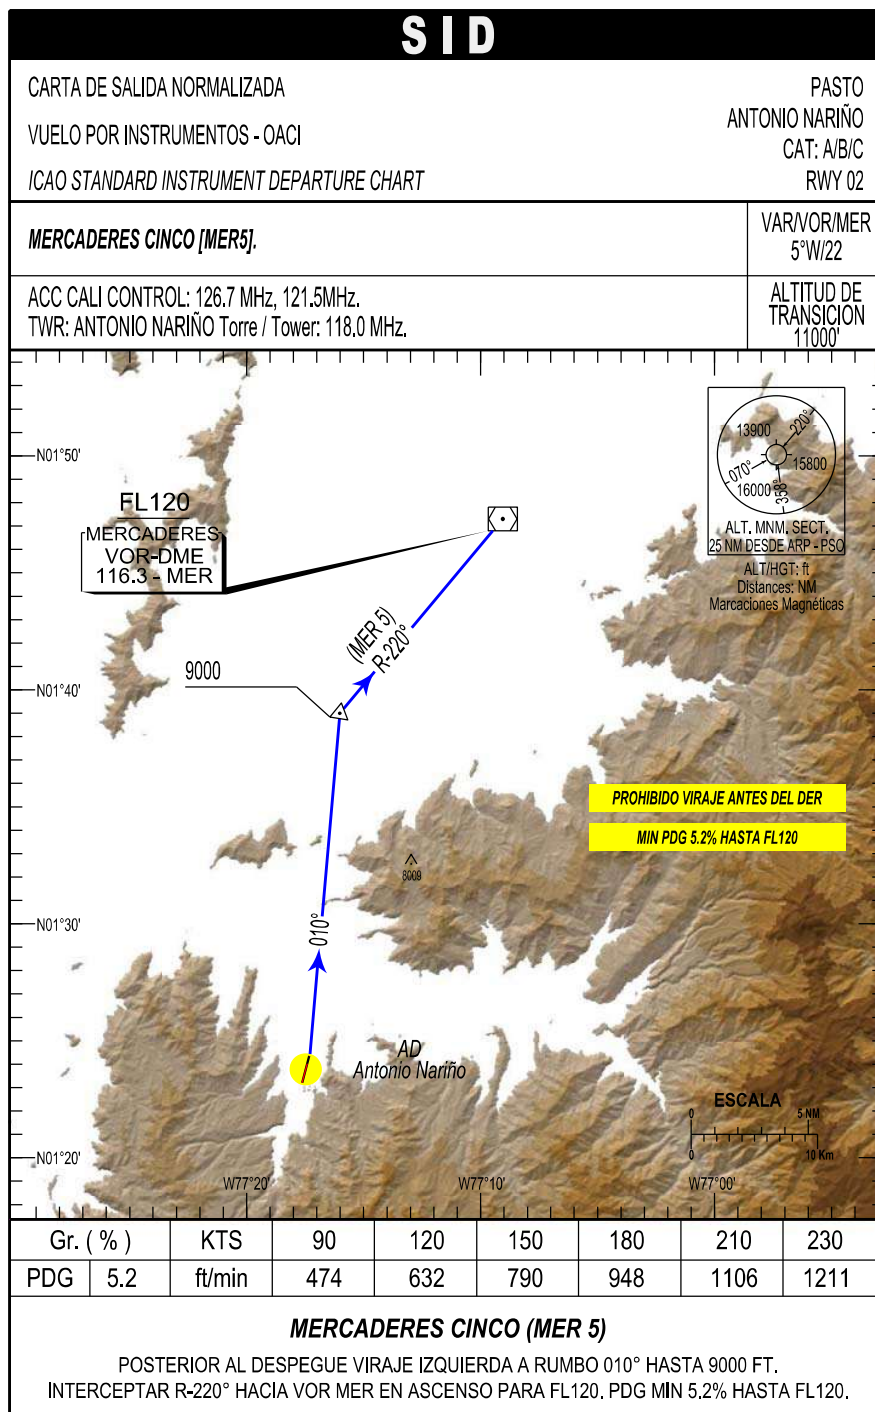 SID
CARTA DE SALIDA NORMALIZADA
VUELO POR INSTRUMENTOS - OACI
ICAO STANDARD INSTRUMENT DEPARTURE CHART
PASTO
ANTONIO NARIÑO
CAT: A/B/C
RWY 02
MERCADERES CINCO [MER5].
VAR/VOR/MER
5°W/22
ACC CALI CONTROL: 126.7 MHz, 121.5MHz.
TWR: ANTONIO NARIÑO Torre / Tower: 118.0 MHz.
ALTITUD DE
TRANSICION
11000'
N01°50'
FL120
MERCADERES
VOR-DME
116.3 - MER
13900
220°
070°
15800
16000
358°
ALT. MNM. SECT.
25 NM DESDE ARP - PSO
ALT/HGT: ft
Distances: NM
Marcaciones Magnéticas
(MER 5)
R-220°
9000
N01°40'
PROHIBIDO VIRAJE ANTES DEL DER
MIN PDG 5.2% HASTA FL120
8009
N01°30'
010°
AD
Antonio Nariño
ESCALA
0 5 NM
0 10 Km
N01°20'
W77°20' W77°10' W77°00'
Gr. ( % ) KTS 90 120 150 180 210 230
PDG 5.2 ft/min 474 632 790 948 1106 1211
MERCADERES CINCO (MER 5)
POSTERIOR AL DESPEGUE VIRAJE IZQUIERDA A RUMBO 010° HASTA 9000 FT.
INTERCEPTAR R-220° HACIA VOR MER EN ASCENSO PARA FL120. PDG MIN 5.2% HASTA FL120.